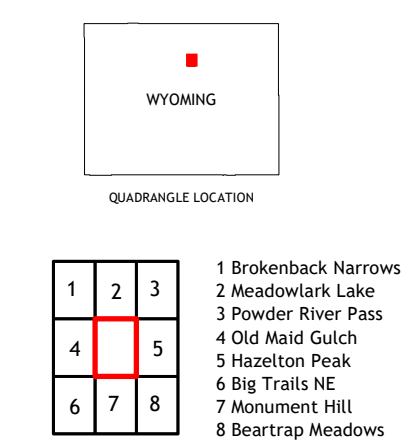 WYOMING
QUADRANGLE LOCATION
1 2 3
4 5
6 7 8
1 Brokenback Narrows
2 Meadowlark Lake
3 Powder River Pass
4 Old Maid Gulch
5 Hazelton Peak
6 Big Trails NE
7 Monument Hill
8 Beartrap Meadows